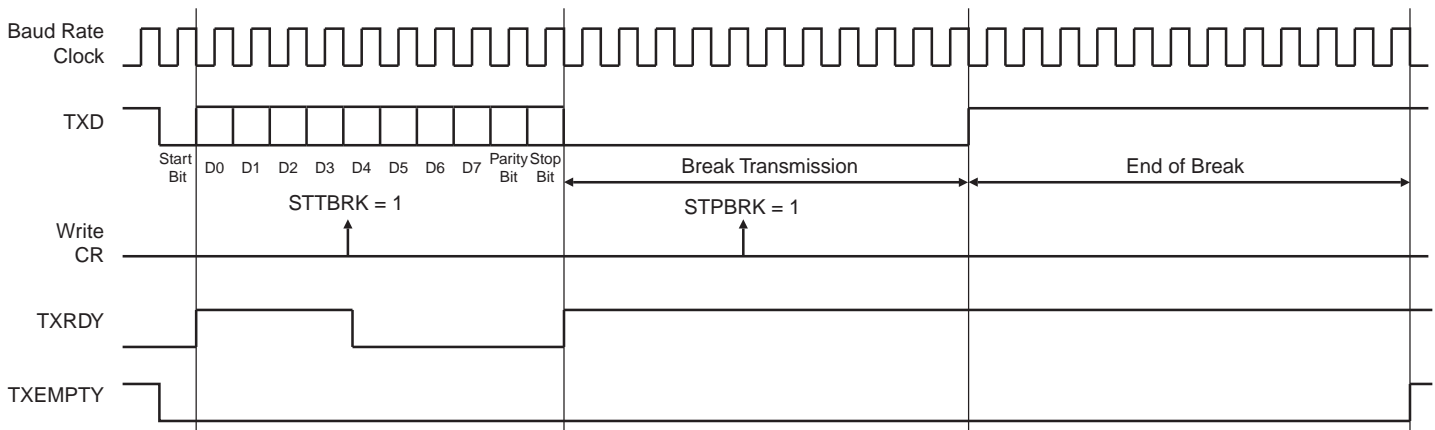 Baud Rate
Clock
TXD
Start
Bit
D0
D1
D2
D3
D4
D5
D6
D7
Parity
Bit
Stop
Bit
Break Transmission
End of Break
STTBRK = 1
STPBRK = 1
Write
CR
TXRDY
TXEMPTY